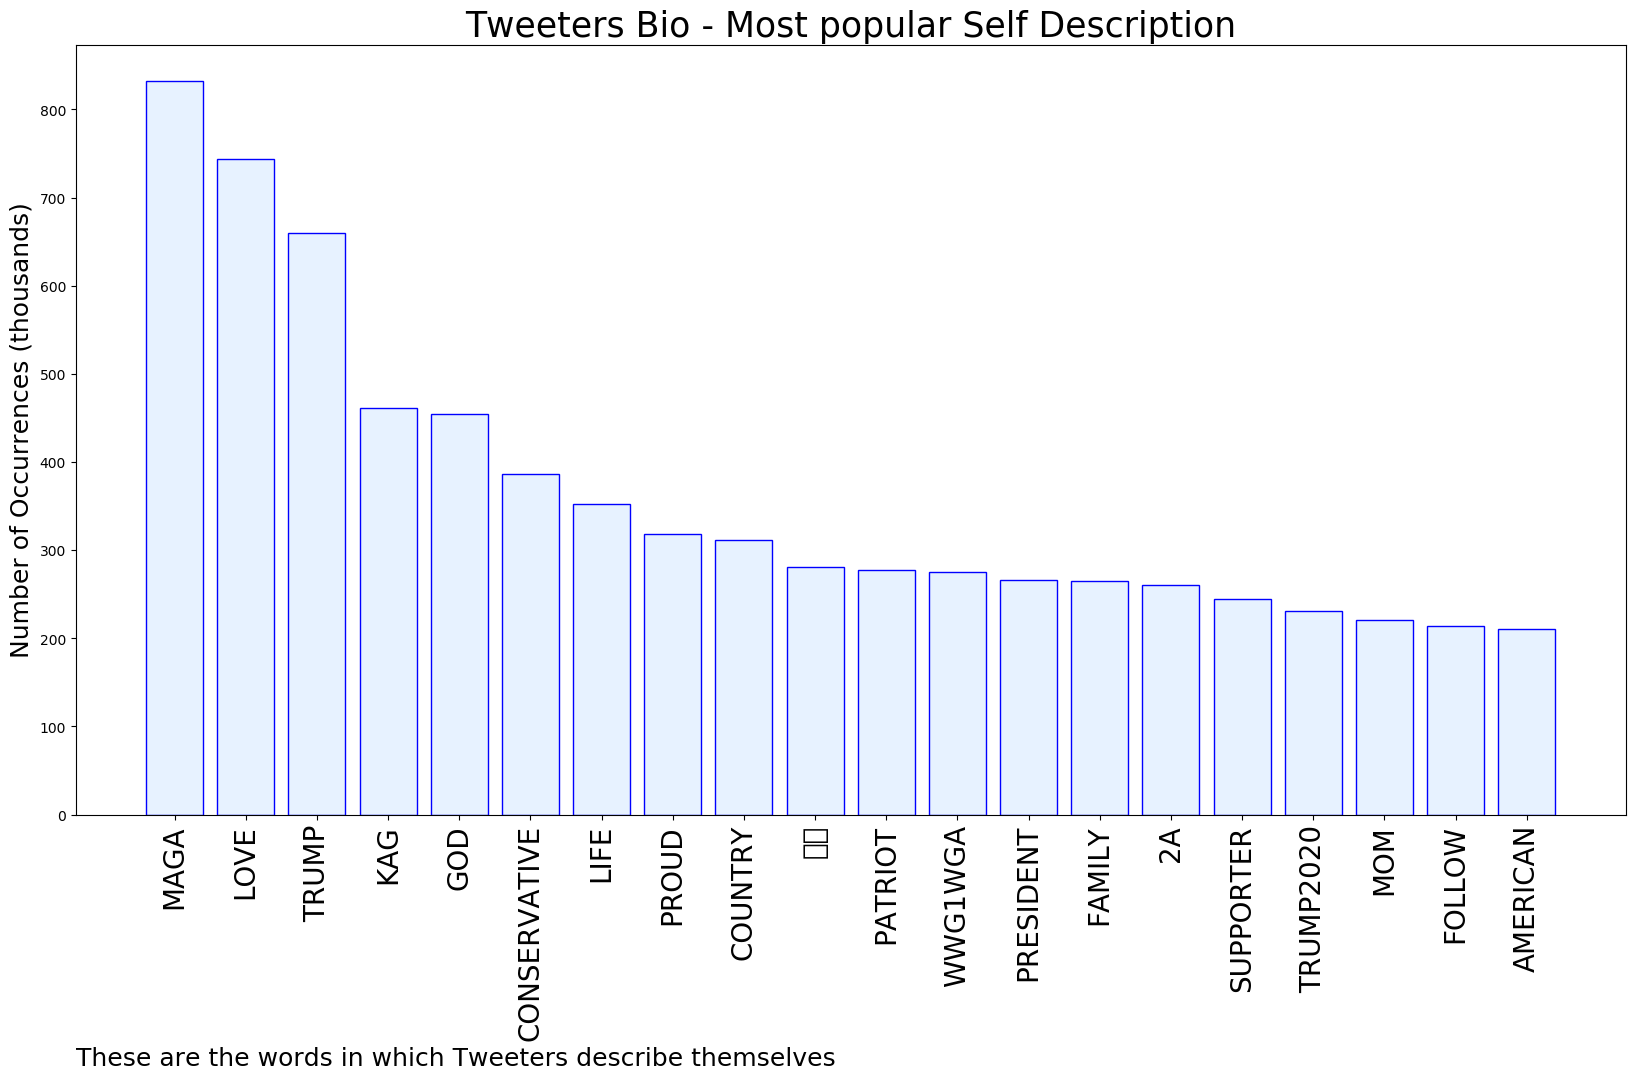 Tweeters Bio - Most popular Self Description
Number of Occurrences (thousands)
800
700
600
500
400
300
200
100
0
MAGA
LOVE
TRUMP
KAG
GOD
CONSERVATIVE
LIFE
PROUD
COUNTRY
PATRIOT
WWG1WGA
PRESIDENT
FAMILY
2A
SUPPORTER
TRUMP2020
MOM
FOLLOW
AMERICAN
These are the words in which Tweeters describe themselves